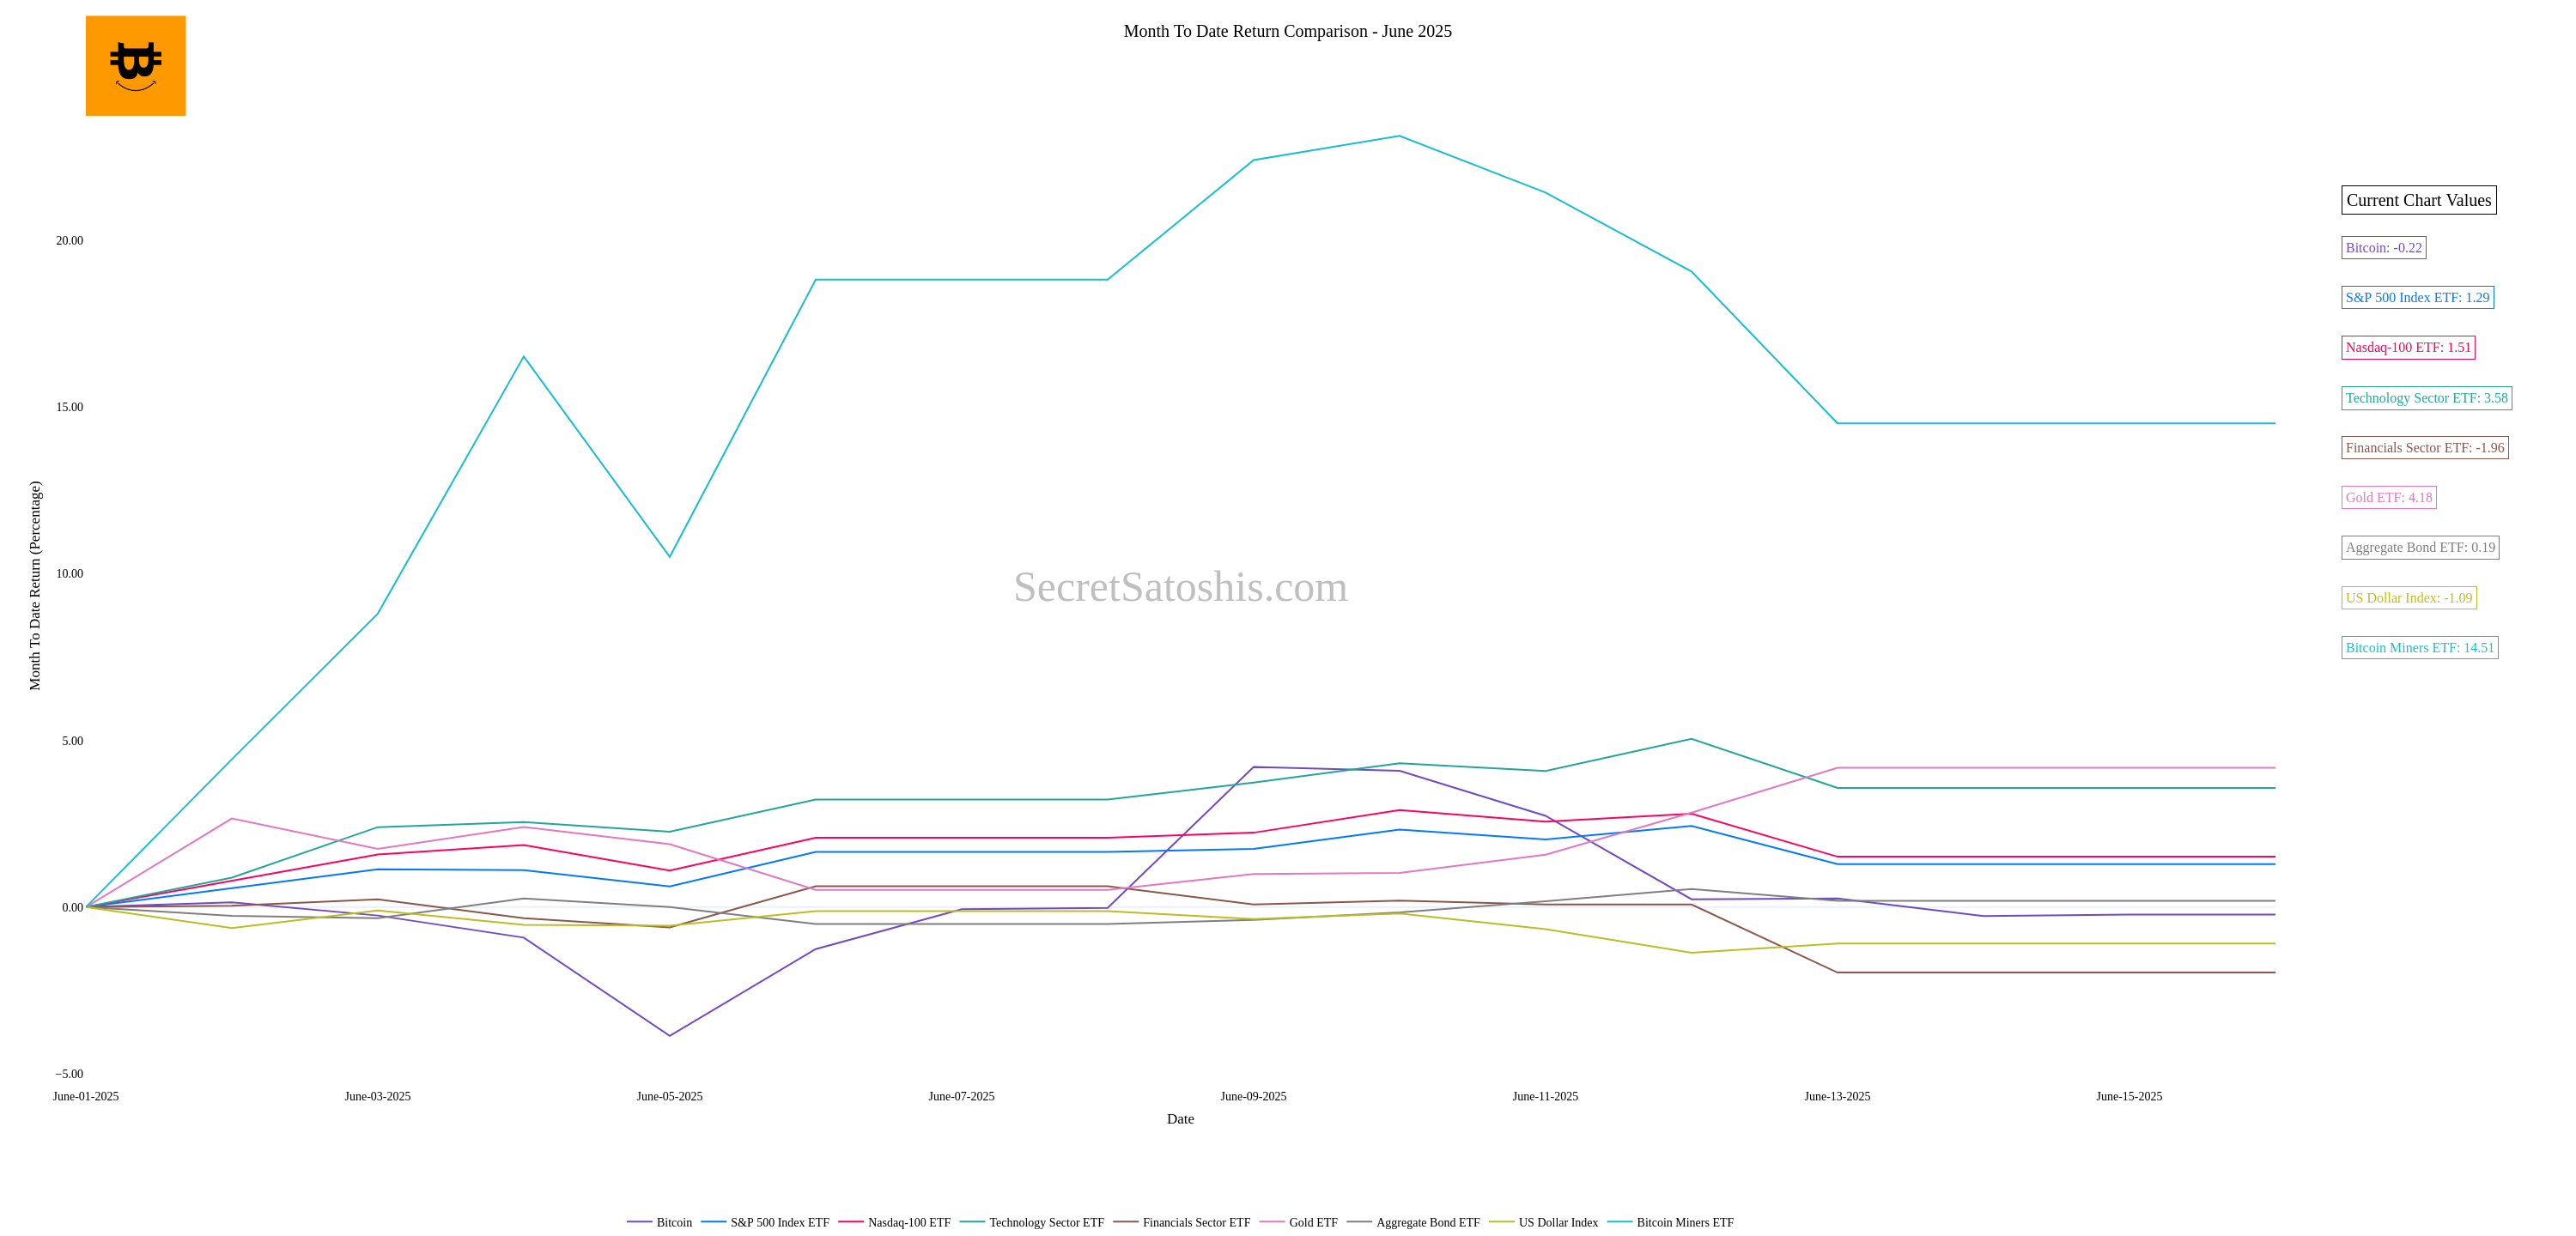 Month To Date Return Comparison - June 2025
Current Chart Values
Bitcoin: -0.22
S&P 500 Index ETF: 1.29
Nasdaq-100 ETF: 1.51
Technology Sector ETF: 3.58
Financials Sector ETF: -1.96
Gold ETF: 4.18
Aggregate Bond ETF: 0.19
US Dollar Index: -1.09
Bitcoin Miners ETF: 14.51
Month To Date Return (Percentage)
20.00
15.00
10.00
5.00
0.00
−5.00
SecretSatoshis.com
June-01-2025 June-03-2025 June-05-2025 June-07-2025 June-09-2025 June-11-2025 June-13-2025 June-15-2025
Date
Bitcoin S&P 500 Index ETF Nasdaq-100 ETF Technology Sector ETF Financials Sector ETF Gold ETF Aggregate Bond ETF US Dollar Index Bitcoin Miners ETF